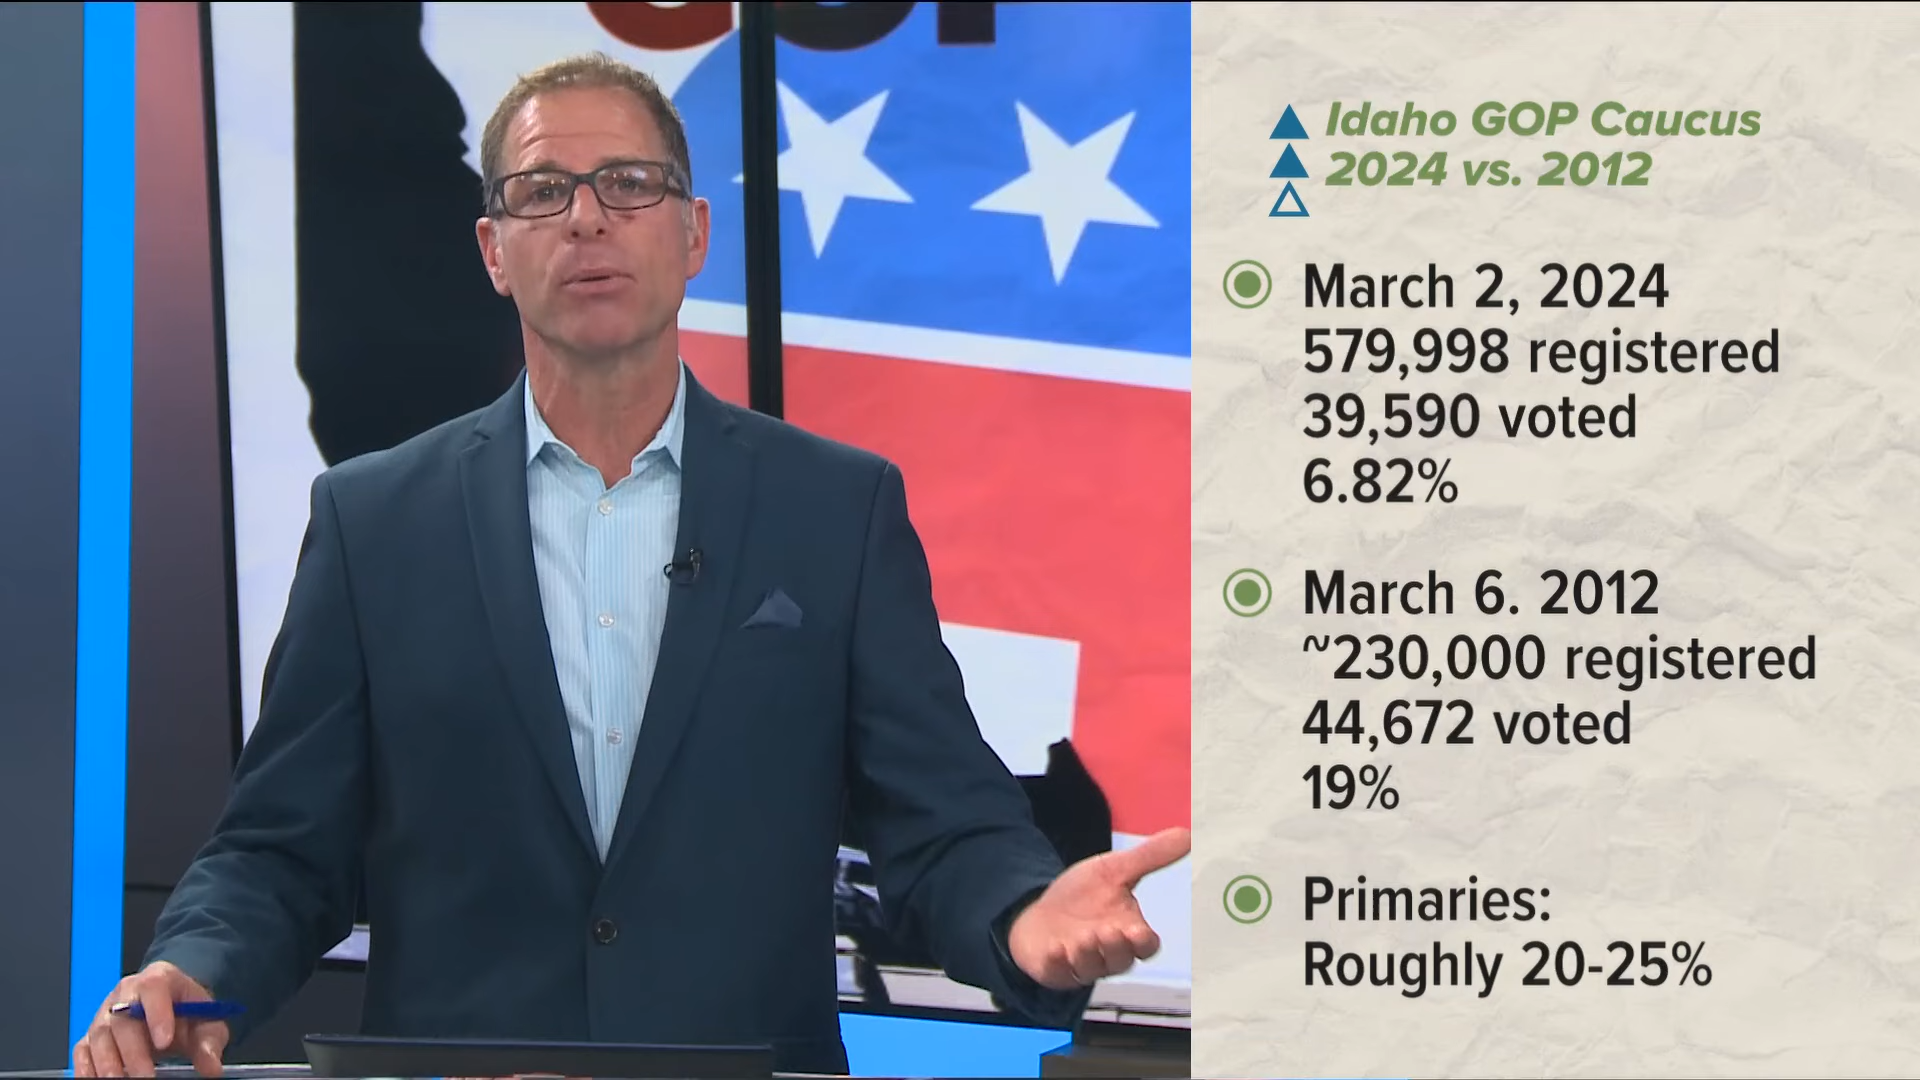 Idaho GOP Caucus
2024 vs. 2012
March 2, 2024
579,998 registered
39,590 voted
6.82%
March 6. 2012
~230,000 registered
44,672 voted
19%
Primaries:
Roughly 20-25%